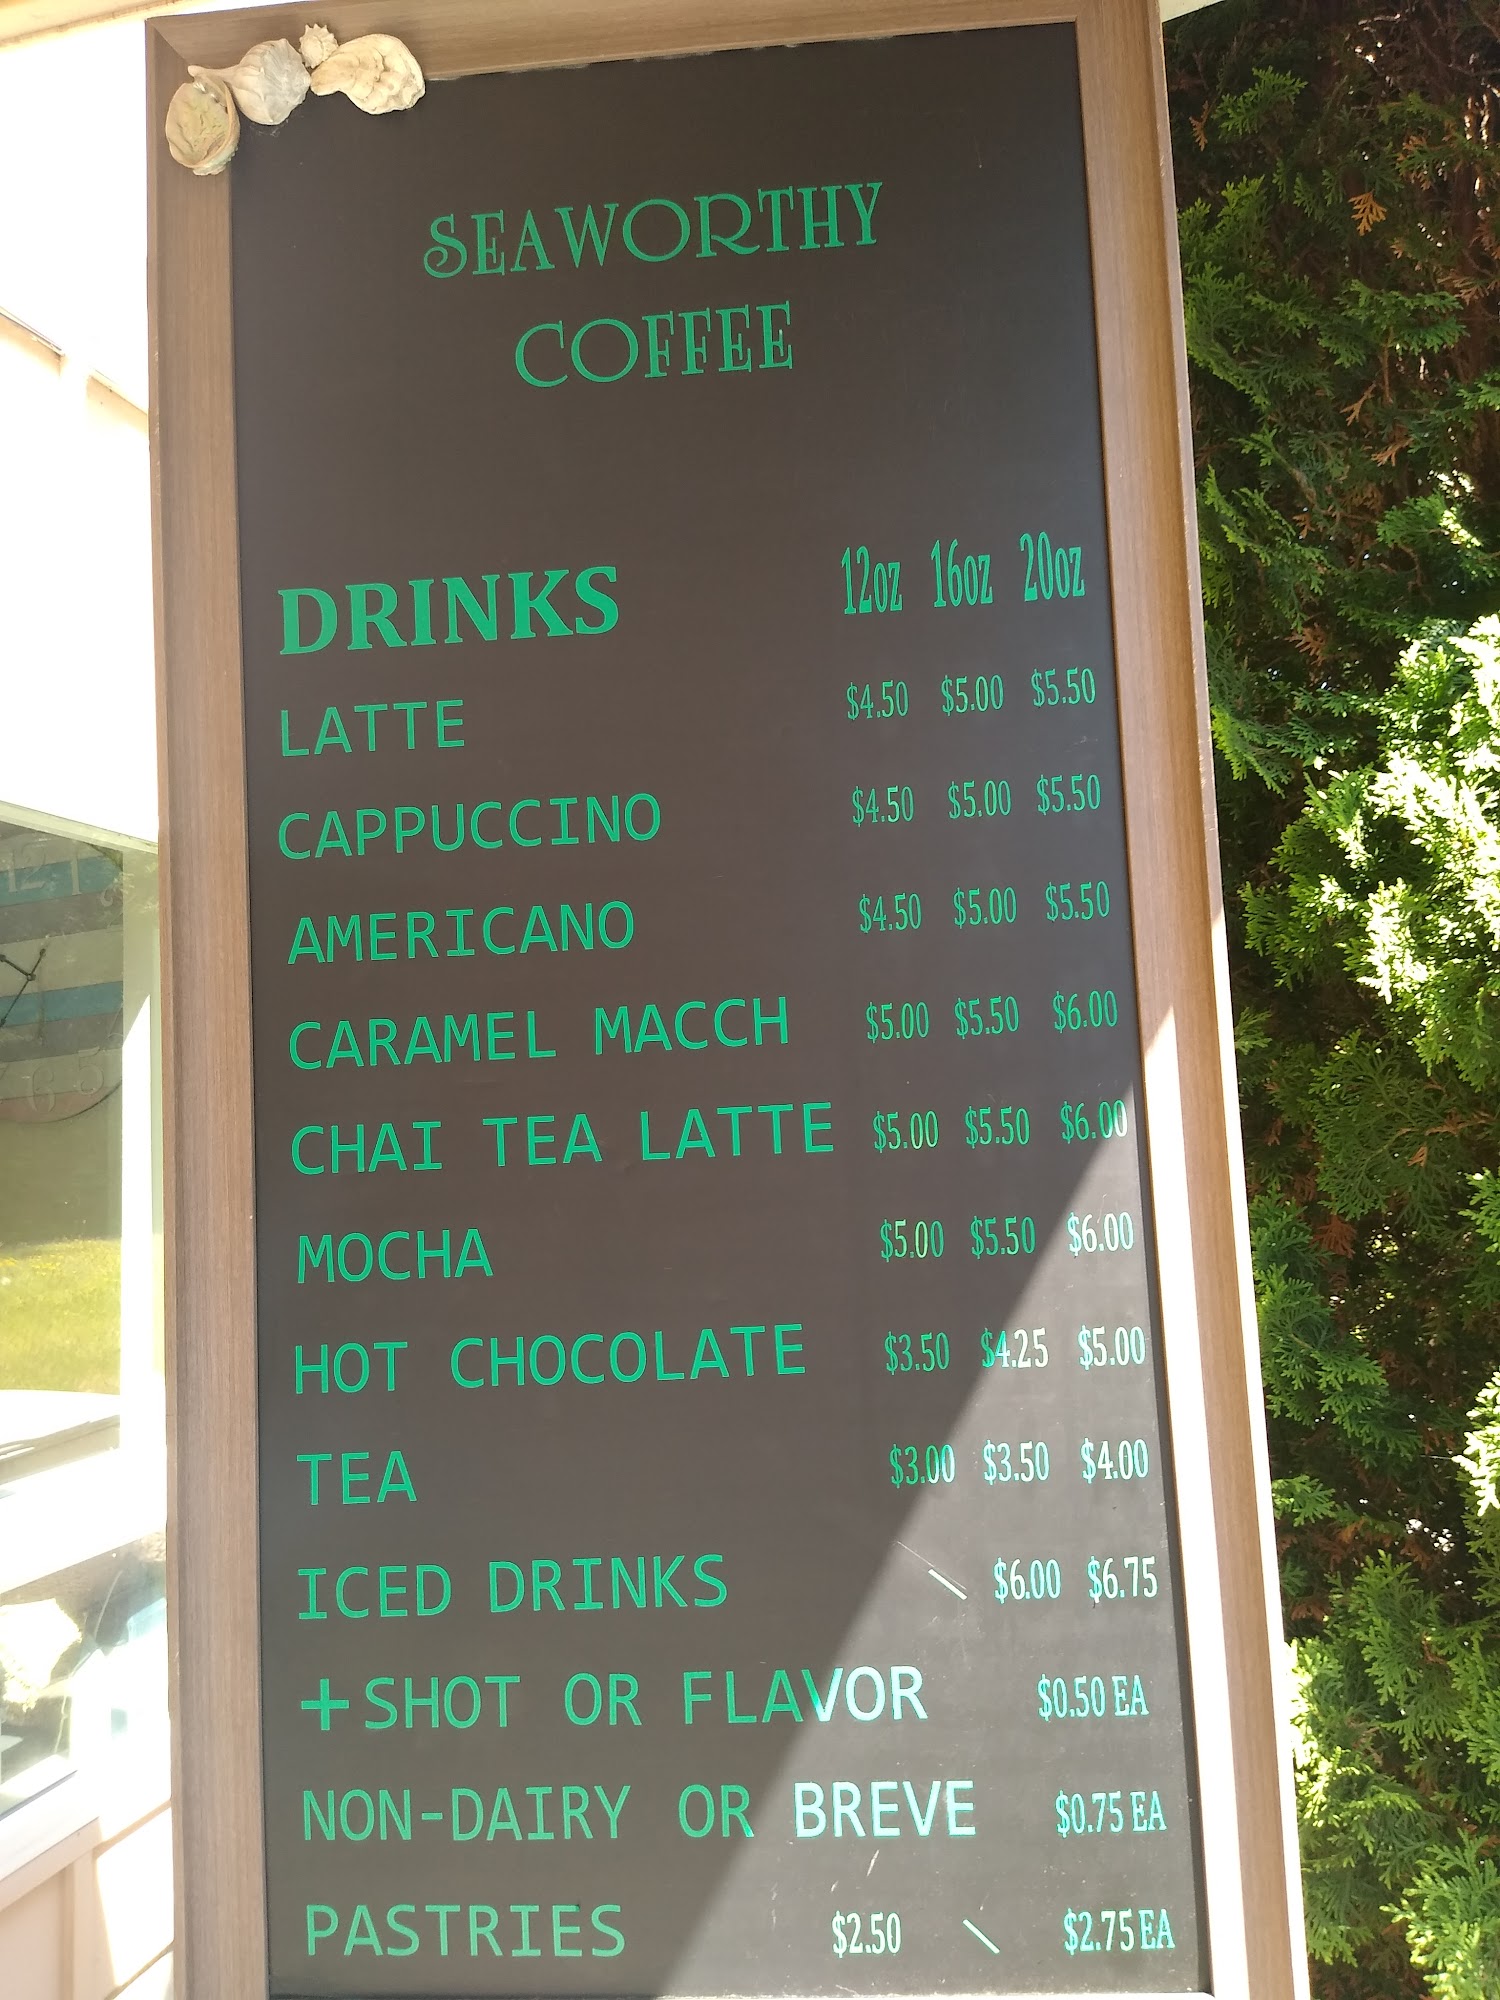 SEAWORTHY
COFFEE
DRINKS 12oz 16oz 20oz
LATTE $4.50 $5.00 $5.50
CAPPUCCINO $4.50 $5.00 $5.50
AMERICANO $4.50 $5.00 $5.50
CARAMEL MACCH $5.00 $5.50 $6.00
CHAI TEA LATTE $5.00 $5.50 $6.00
MOCHA $5.00 $5.50 $6.00
HOT CHOCOLATE $3.50 $4.25 $5.00
TEA $3.00 $3.50 $4.00
ICED DRINKS \ $6.00 $6.75
+SHOT OR FLAVOR $0.50 EA
NON-DAIRY OR BREVE $0.75 EA
PASTRIES $2.50 \ $2.75 EA